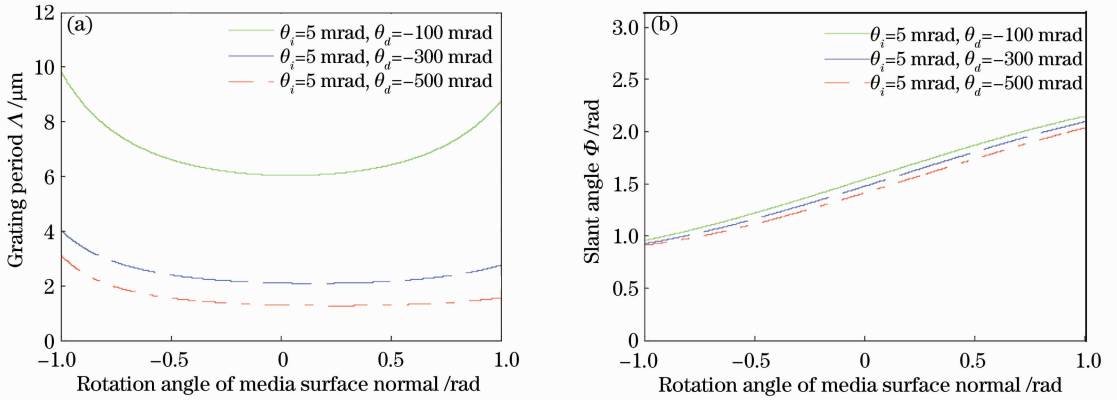 (a)
θi=5 mrad, θd=−100 mrad
θi=5 mrad, θd=−300 mrad
θi=5 mrad, θd=−500 mrad
Grating period Λ /μm
12
10
8
6
4
2
0
−1.0 −0.5 0 0.5 1.0
Rotation angle of media surface normal /rad
(b)
θi=5 mrad, θd=−100 mrad
θi=5 mrad, θd=−300 mrad
θi=5 mrad, θd=−500 mrad
Slant angle Φ /rad
3.0
2.5
2.0
1.5
1.0
0.5
0
−1.0 −0.5 0 0.5 1.0
Rotation angle of media surface normal /rad